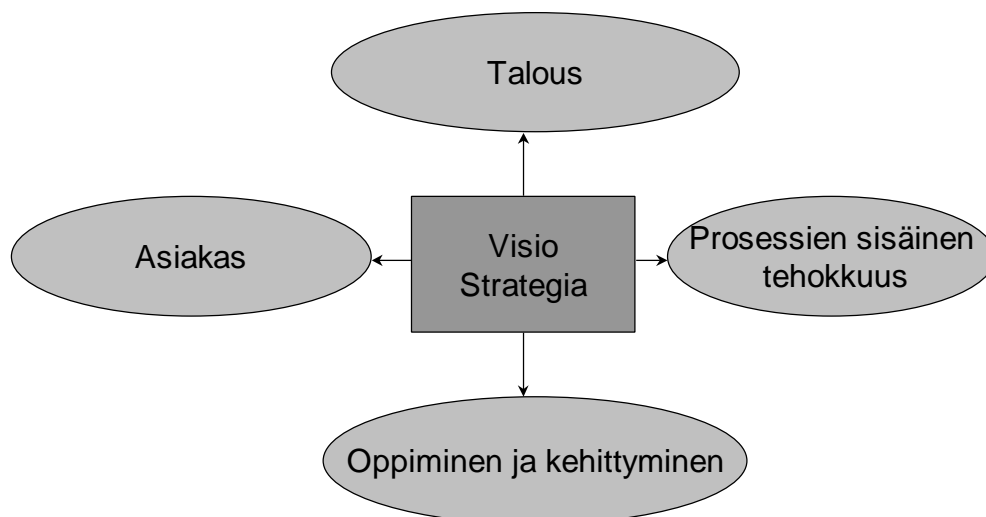 Talous
Asiakas
Visio
Strategia
Prosessien sisäinen
tehokkuus
Oppiminen ja kehittyminen